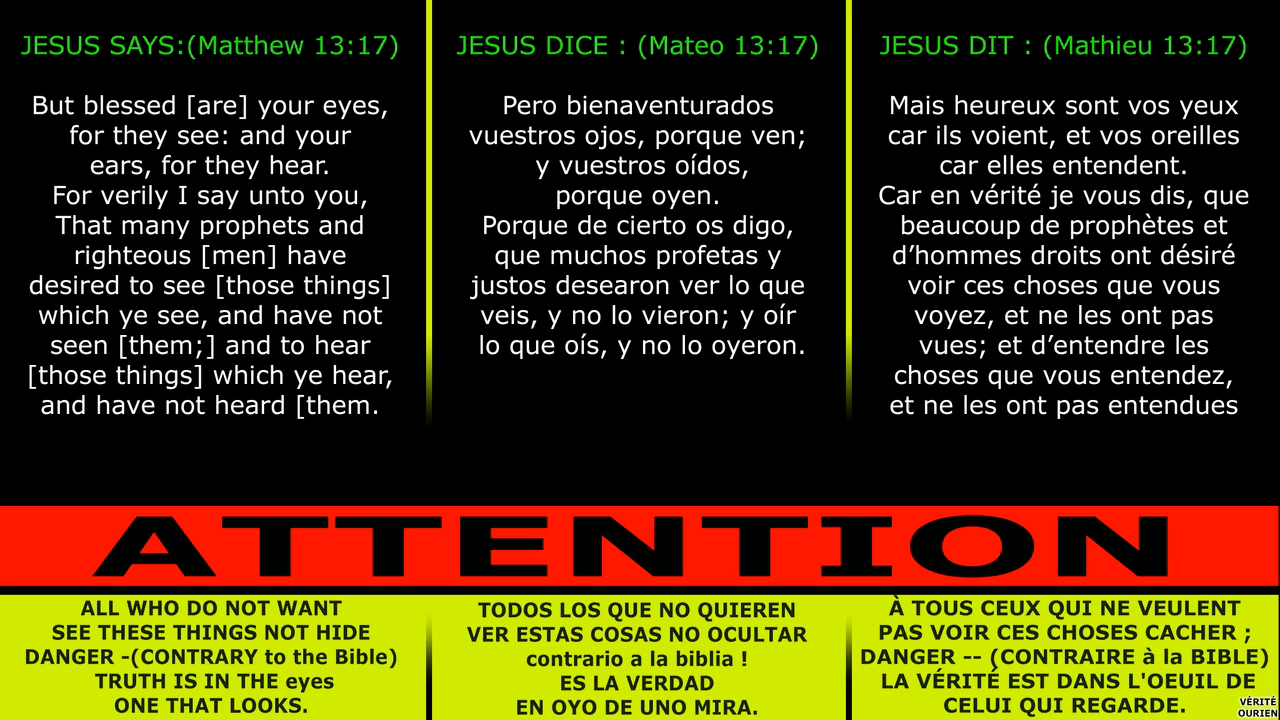 JESUS SAYS:(Matthew 13:17)
But blessed [are] your eyes,
for they see: and your
ears, for they hear.
For verily I say unto you,
That many prophets and
righteous [men] have
desired to see [those things]
which ye see, and have not
seen [them;] and to hear
[those things] which ye hear,
and have not heard [them.
JESUS DICE : (Mateo 13:17)
Pero bienaventurados
vuestros ojos, porque ven;
y vuestros oídos,
porque oyen.
Porque de cierto os digo,
que muchos profetas y
justos desearon ver lo que
veis, y no lo vieron; y oír
lo que oís, y no lo oyeron.
JESUS DIT : (Mathieu 13:17)
Mais heureux sont vos yeux
car ils voient, et vos oreilles
car elles entendent.
Car en vérité je vous dis, que
beaucoup de prophètes et
d’hommes droits ont désiré
voir ces choses que vous
voyez, et ne les ont pas
vues; et d’entendre les
choses que vous entendez,
et ne les ont pas entendues
ATTENTION
ALL WHO DO NOT WANT
SEE THESE THINGS NOT HIDE
DANGER -(CONTRARY to the Bible)
TRUTH IS IN THE eyes
ONE THAT LOOKS.
TODOS LOS QUE NO QUIEREN
VER ESTAS COSAS NO OCULTAR
contrario a la biblia !
ES LA VERDAD
EN OYO DE UNO MIRA.
À TOUS CEUX QUI NE VEULENT
PAS VOIR CES CHOSES CACHER ;
DANGER -- (CONTRAIRE à la BIBLE)
LA VÉRITÉ EST DANS L'OEUIL DE
CELUI QUI REGARDE.
VÉRITÉ
OURIEN